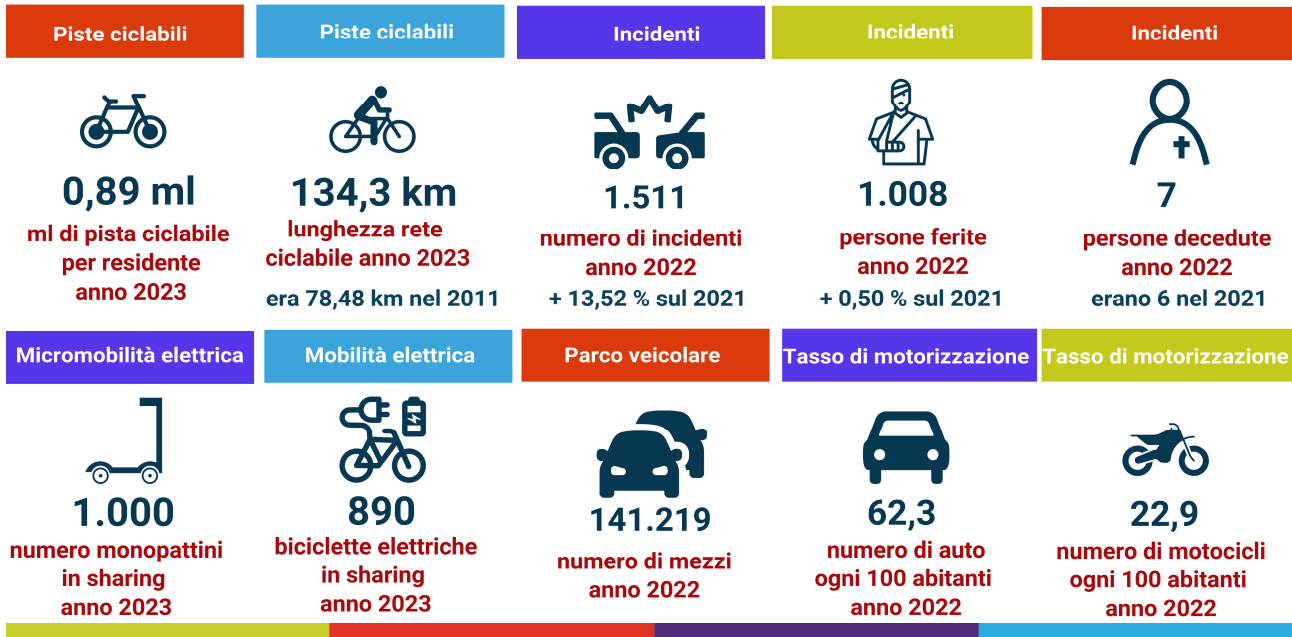 Piste ciclabili
0,89 ml
ml di pista ciclabile
per residente
anno 2023
Piste ciclabili
134,3 km
lunghezza rete
ciclabile anno 2023
era 78,48 km nel 2011
Incidenti
1.511
numero di incidenti
anno 2022
+ 13,52 % sul 2021
Incidenti
1.008
persone ferite
anno 2022
+ 0,50 % sul 2021
Incidenti
7
persone decedute
anno 2022
erano 6 nel 2021
Micromobilità elettrica
1.000
numero monopattini
in sharing
anno 2023
Mobilità elettrica
890
biciclette elettriche
in sharing
anno 2023
Parco veicolare
141.219
numero di mezzi
anno 2022
Tasso di motorizzazione
62,3
numero di auto
ogni 100 abitanti
anno 2022
Tasso di motorizzazione
22,9
numero di motocicli
ogni 100 abitanti
anno 2022